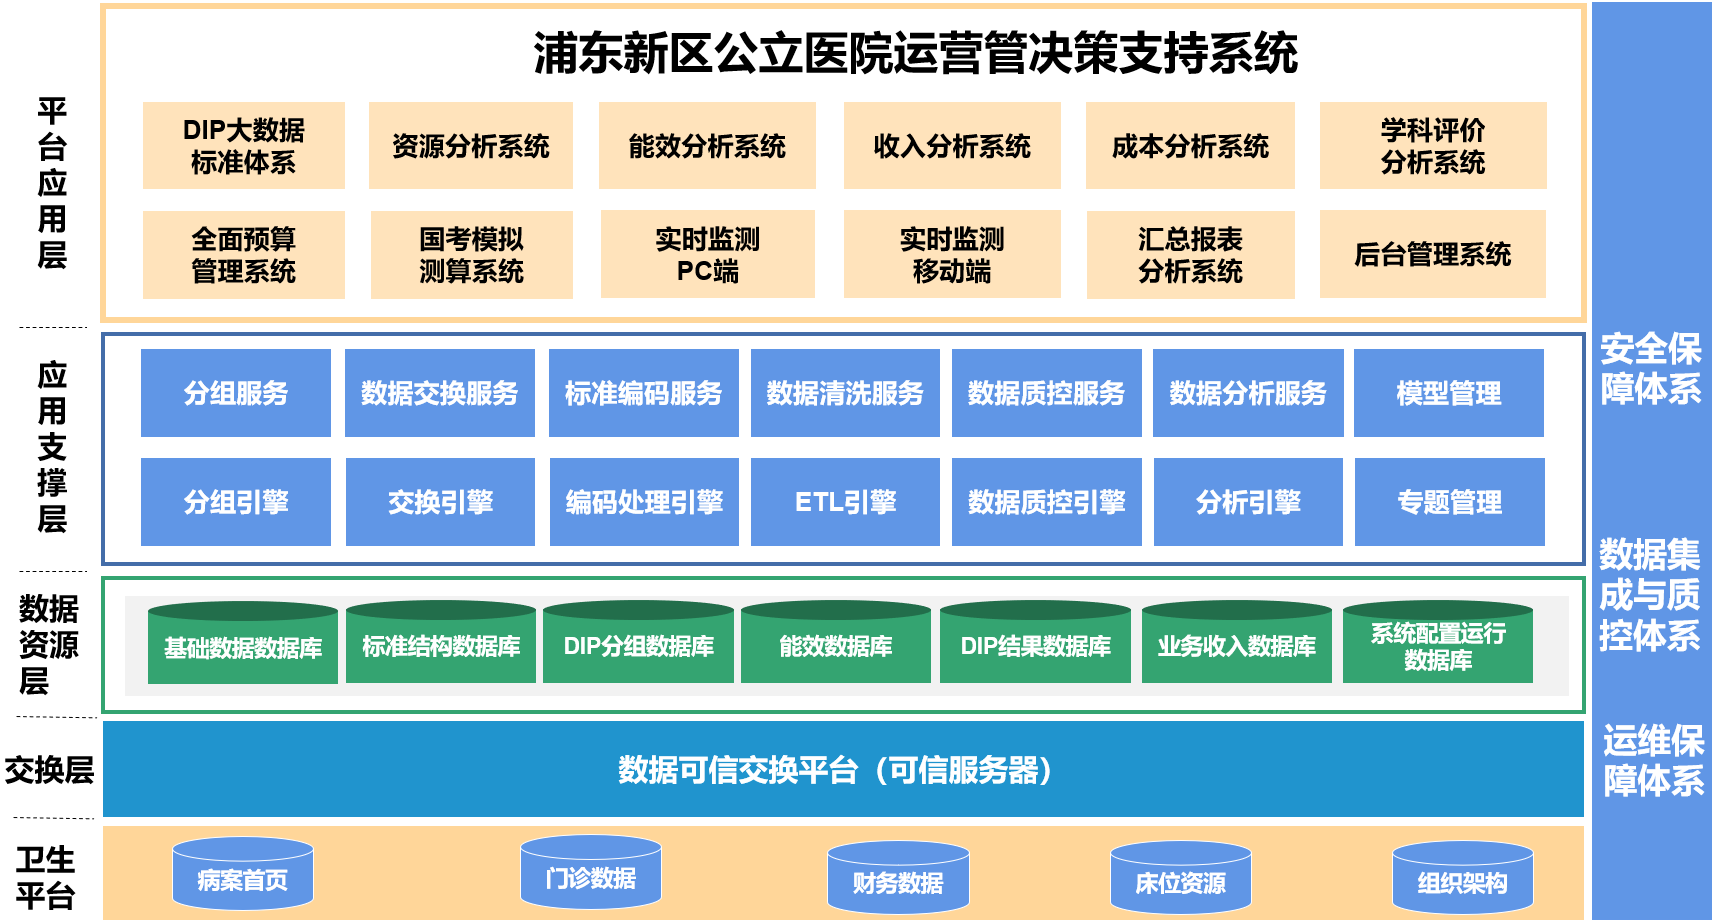 浦东新区公立医院运营管决策支持系统
平台应用层
DIP大数据
标准体系
资源分析系统
能效分析系统
收入分析系统
成本分析系统
学科评价
分析系统
全面预算
管理系统
国考模拟
测算系统
实时监测
PC端
实时监测
移动端
汇总报表
分析系统
后台管理系统
应用支撑层
分组服务
数据交换服务
标准编码服务
数据清洗服务
数据质控服务
数据分析服务
模型管理
分组引擎
交换引擎
编码处理引擎
ETL引擎
数据质控引擎
分析引擎
专题管理
数据
资源
层
基础数据数据库
标准结构数据库
DIP分组数据库
能效数据库
DIP结果数据库
业务收入数据库
系统配置运行
数据库
交换层
数据可信交换平台（可信服务器）
卫生
平台
病案首页
门诊数据
财务数据
床位资源
组织架构
安全保
障体系
数据集
成与质
控体系
运维保
障体系